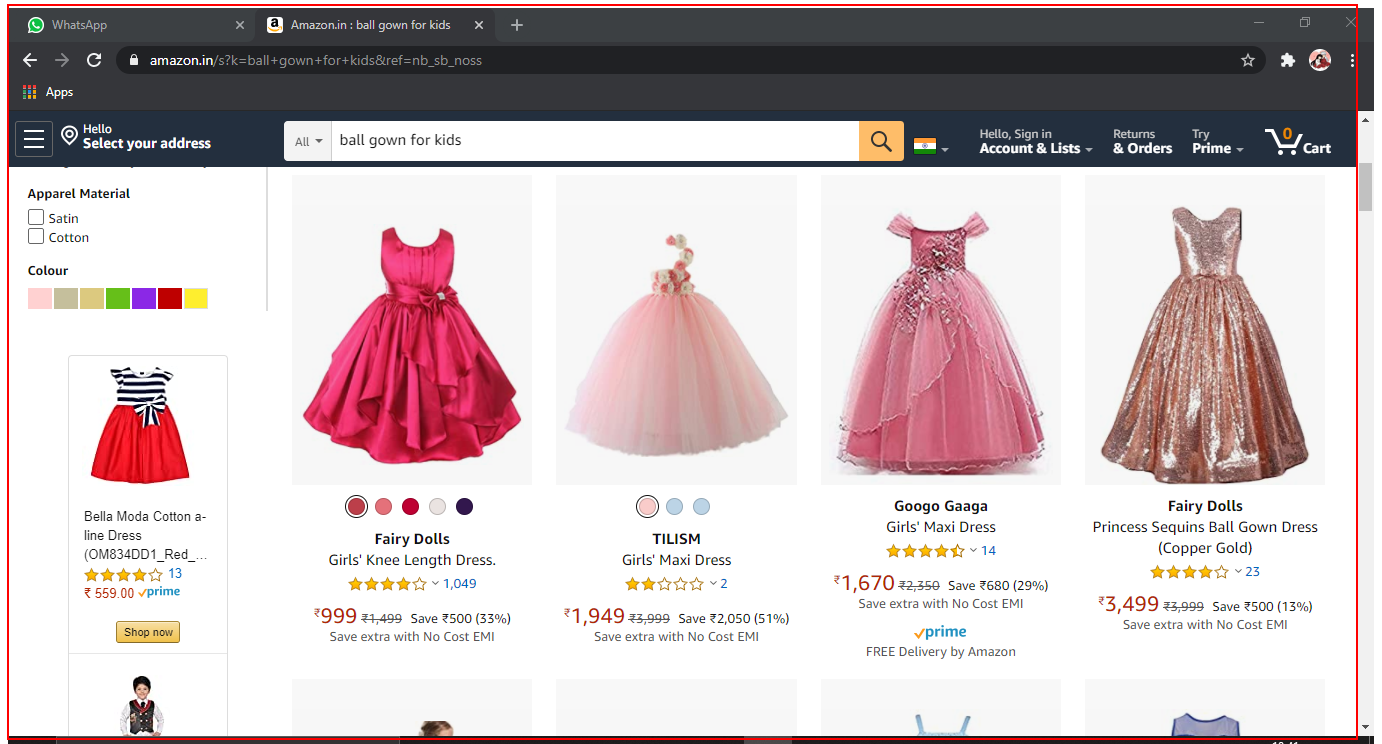 WhatsApp
Amazon.in : ball gown for kids
amazon.in/s?k=ball+gown+for+kids&ref=nb_sb_noss
Apps
Hello
Select your address
All
ball gown for kids
Hello, Sign in
Account & Lists
Returns
& Orders
Try
Prime
0
Cart
Apparel Material
Satin
Cotton
Colour
Bella Moda Cotton a-
line Dress
(OM834DD1_Red_...
13
₹ 559.00 prime
Shop now
Fairy Dolls
Girls' Knee Length Dress.
1,049
₹999 ₹1,499 Save ₹500 (33%)
Save extra with No Cost EMI
TILISM
Girls' Maxi Dress
2
₹1,949 ₹3,999 Save ₹2,050 (51%)
Save extra with No Cost EMI
Googo Gaaga
Girls' Maxi Dress
14
₹1,670 ₹2,350 Save ₹680 (29%)
Save extra with No Cost EMI
prime
FREE Delivery by Amazon
Fairy Dolls
Princess Sequins Ball Gown Dress
(Copper Gold)
23
₹3,499 ₹3,999 Save ₹500 (13%)
Save extra with No Cost EMI